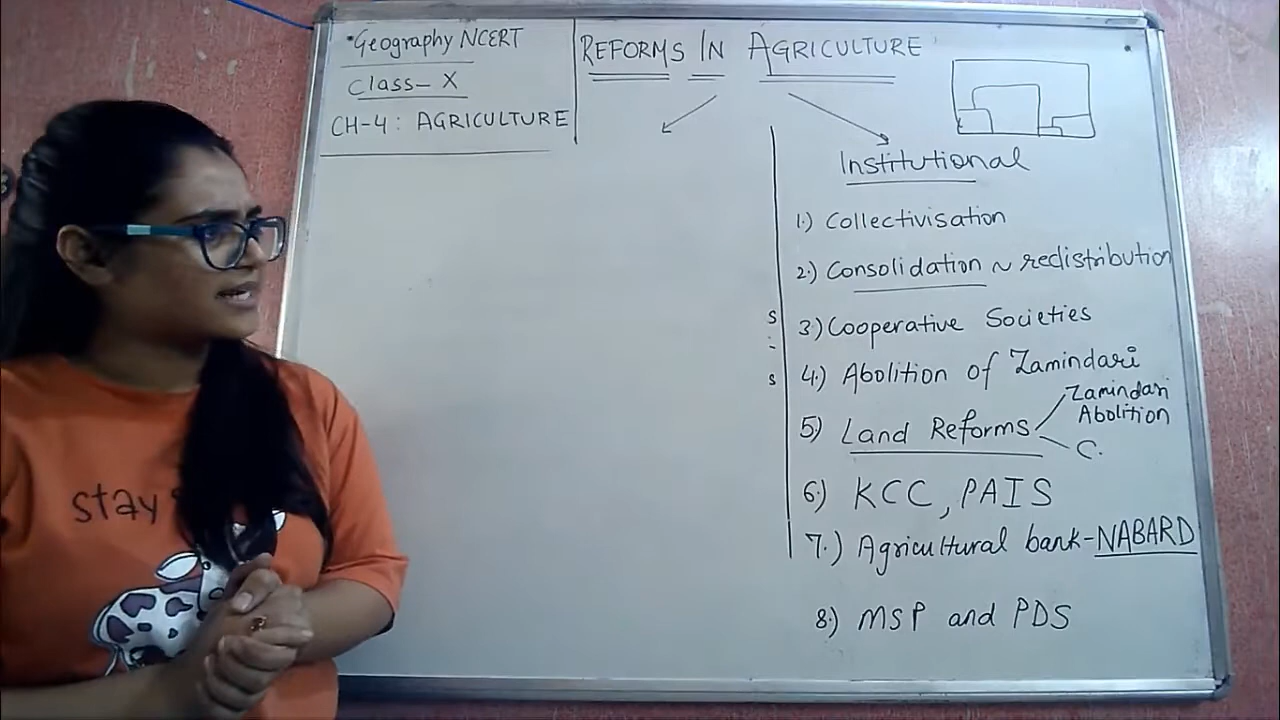 Geography NCERT
Class-X
CH-4: AGRICULTURE
REFORMS IN AGRICULTURE
Institutional
1.) Collectivisation
2.) Consolidation ~ redistribution
3.) Cooperative Societies
4.) Abolition of Zamindari
5) Land Reforms
Zamindari
Abolition
C.
6.) KCC, PAIS
7.) Agricultural bank-NABARD
8.) MSP and PDS
S
S
stay